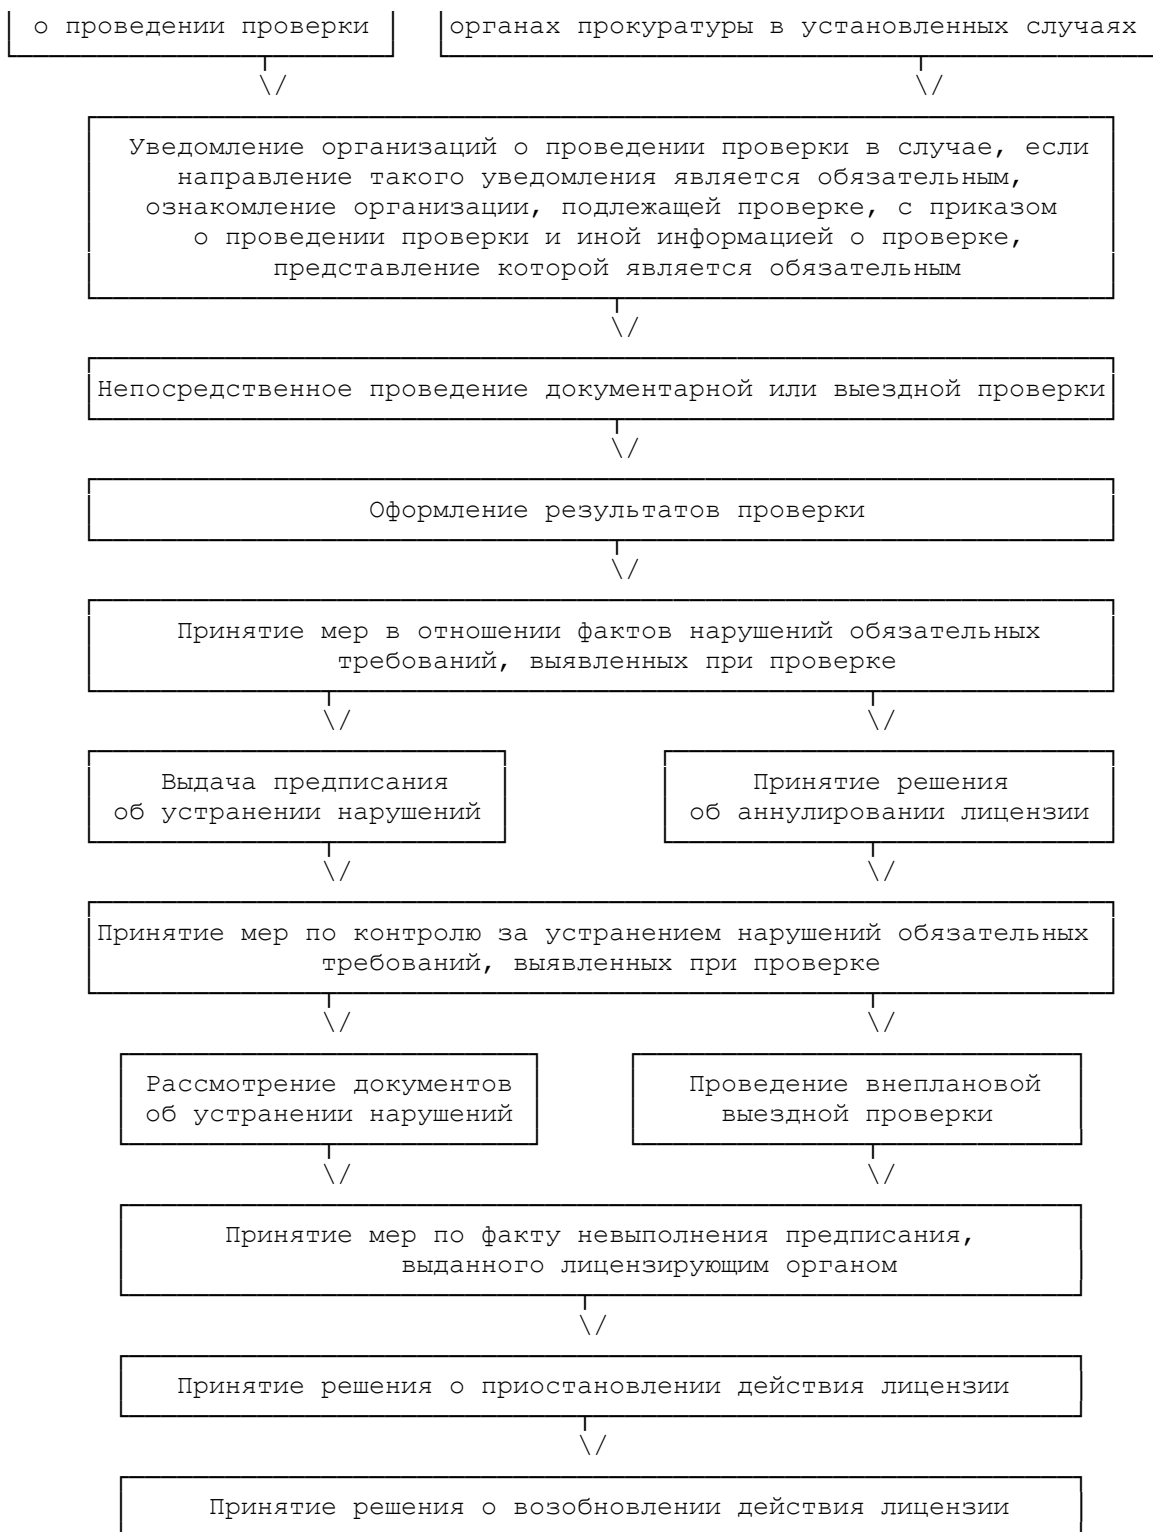 о проведении проверки
органах прокуратуры в установленных случаях
\/
\/
Уведомление организаций о проведении проверки в случае, если
направление такого уведомления является обязательным,
ознакомление организации, подлежащей проверке, с приказом
о проведении проверки и иной информацией о проверке,
представление которой является обязательным
\/
Непосредственное проведение документарной или выездной проверки
\/
Оформление результатов проверки
\/
Принятие мер в отношении фактов нарушений обязательных
требований, выявленных при проверке
\/
\/
Выдача предписания
об устранении нарушений
Принятие решения
об аннулировании лицензии
\/
\/
Принятие мер по контролю за устранением нарушений обязательных
требований, выявленных при проверке
\/
\/
Рассмотрение документов
об устранении нарушений
Проведение внеплановой
выездной проверки
\/
\/
Принятие мер по факту невыполнения предписания,
выданного лицензирующим органом
\/
Принятие решения о приостановлении действия лицензии
\/
Принятие решения о возобновлении действия лицензии